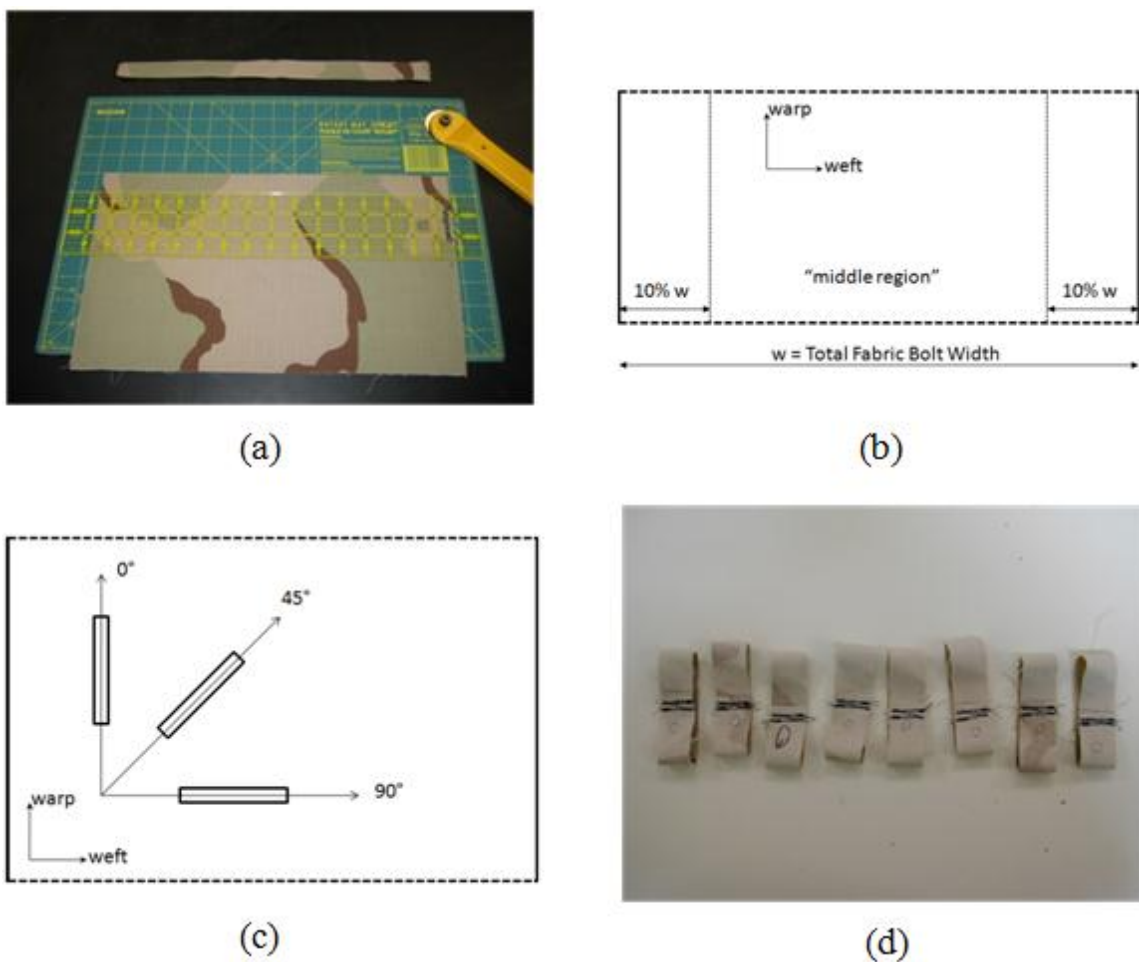 (a)
warp
weft
“middle region”
10% w
10% w
w = Total Fabric Bolt Width
(b)
0°
45°
90°
warp
weft
(c)
(d)